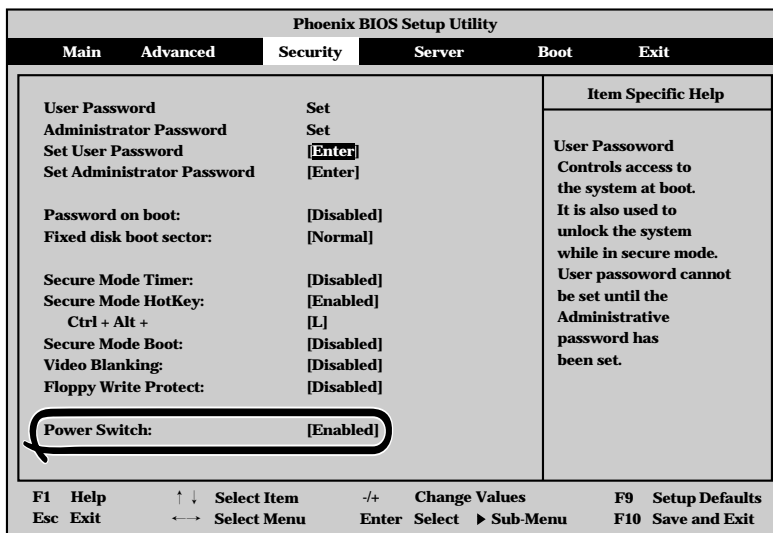 Phoenix BIOS Setup Utility
Main Advanced Security Server Boot Exit
User Password Set
Administrator Password Set
Set User Password [Enter]
Set Administrator Password [Enter]
Password on boot: [Disabled]
Fixed disk boot sector: [Normal]
Secure Mode Timer: [Disabled]
Secure Mode HotKey: [Enabled]
Ctrl + Alt + [L]
Secure Mode Boot: [Disabled]
Video Blanking: [Disabled]
Floppy Write Protect: [Disabled]
Power Switch: [Enabled]
Item Specific Help
User Passoword
Controls access to
the system at boot.
It is also used to
unlock the system
while in secure mode.
User passoword cannot
be set until the
Administrative
password has
been set.
F1 Help ↑ ↓ Select Item -/+ Change Values F9 Setup Defaults
Esc Exit ←→ Select Menu Enter Select ▶ Sub-Menu F10 Save and Exit